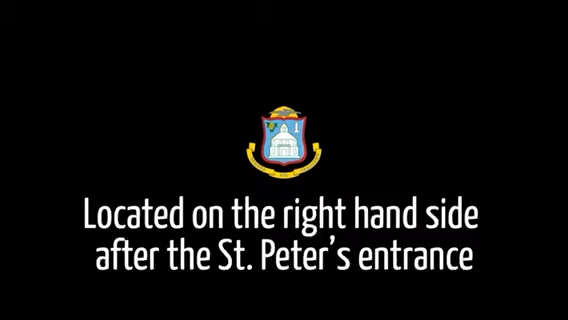 Located on the right hand side
after the St. Peter's entrance